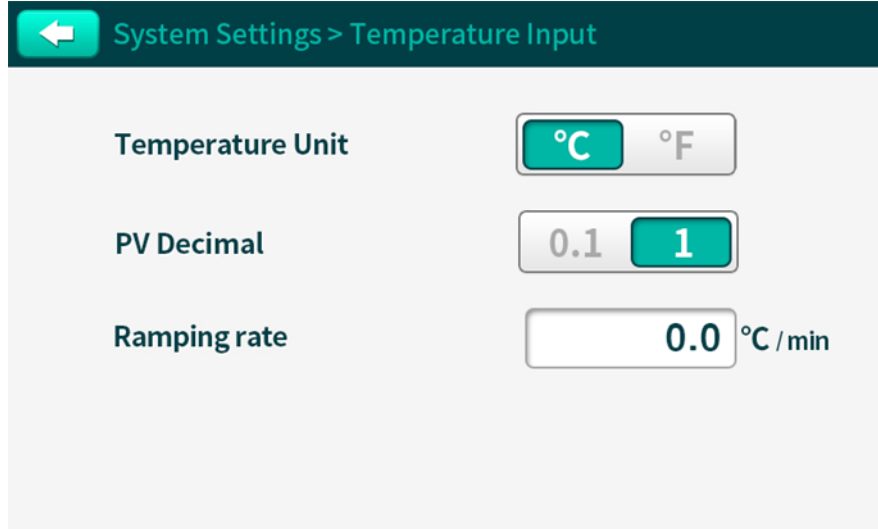 System Settings > Temperature Input
Temperature Unit °C °F
PV Decimal 0.1 1
Ramping rate 0.0 °C / min